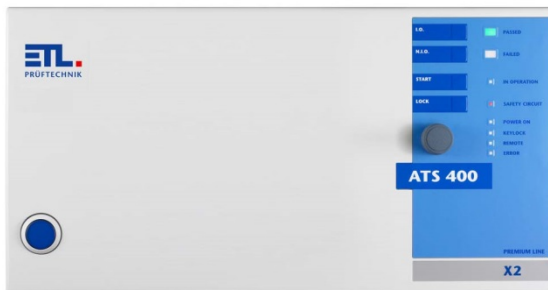 ETL
PRÜFTECHNIK
I.O.
PASSED
N.I.O.
FAILED
START
IN OPERATION
LOCK
SAFETY CIRCUIT
POWER ON
KEYLOCK
REMOTE
ERROR
ATS 400
PREMIUM LINE
X2